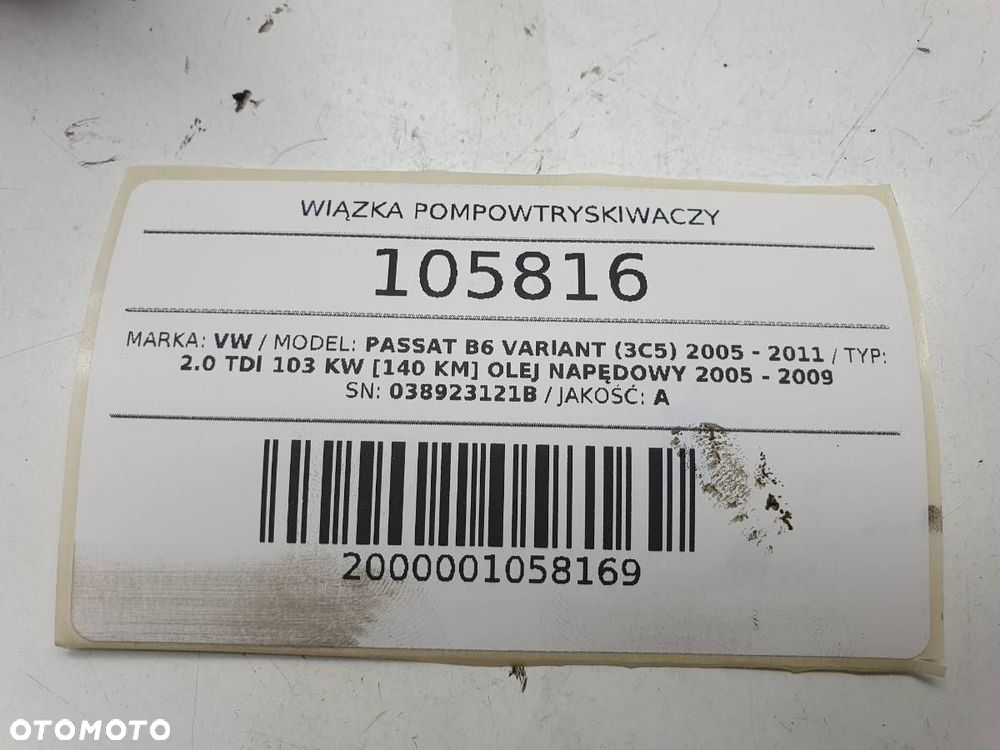 WIĄZKA POMPOWTRYSKIWACZY
105816
MARKA: VW / MODEL: PASSAT B6 VARIANT (3C5) 2005 - 2011 / TYP:
2.0 TDI 103 KW [140 KM] OLEJ NAPĘDOWY 2005 - 2009
SN: 038923121B / JAKOŚĆ: A
2000001058169
OTOMOTO